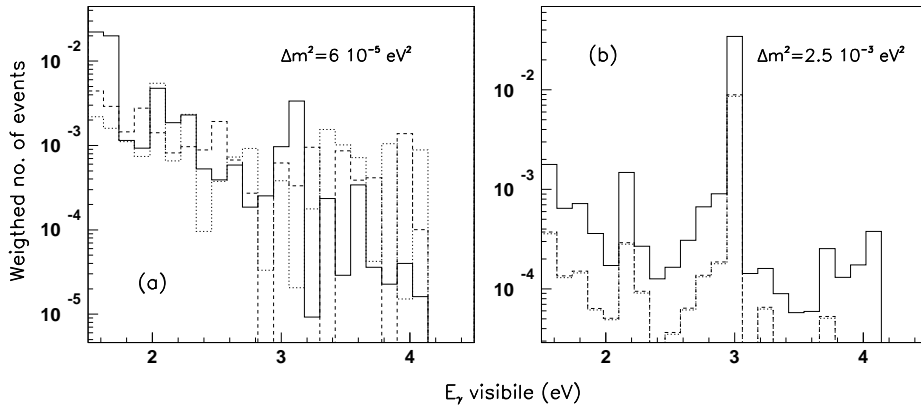 Weigthed no. of events
10⁻²
10⁻³
10⁻⁴
10⁻⁵
(a)
Δm²=6 10⁻⁵ eV²
2
3
4
10⁻²
10⁻³
10⁻⁴
(b)
Δm²=2.5 10⁻³ eV²
2
3
4
Eᵧ visibile (eV)